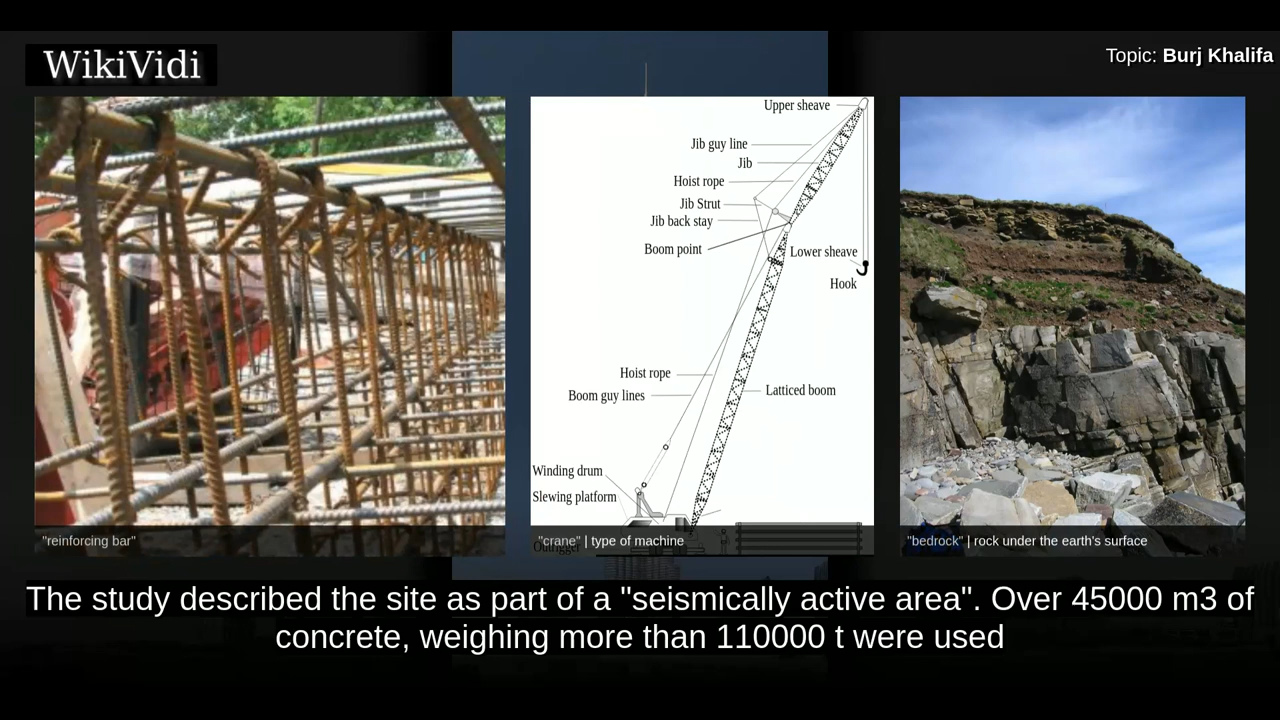 WikiVidi
Topic: Burj Khalifa
Upper sheave
Jib guy line
Jib
Hoist rope
Jib Strut
Jib back stay
Boom point
Lower sheave
Hook
Hoist rope
Boom guy lines
Latticed boom
Winding drum
Slewing platform
Outrigger
"reinforcing bar"
"crane" | type of machine
"bedrock" | rock under the earth's surface
The study described the site as part of a "seismically active area". Over 45000 m3 of
concrete, weighing more than 110000 t were used